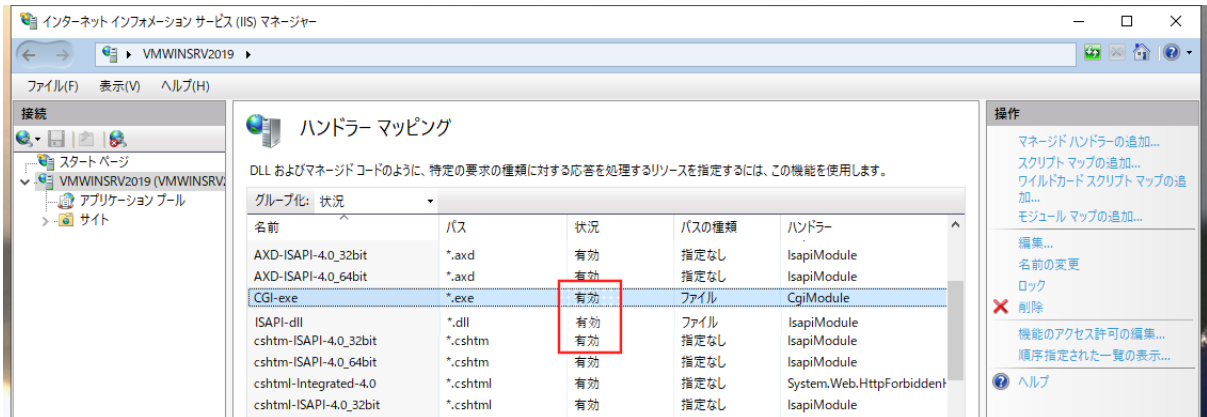 インターネット インフォメーション サービス (IIS) マネージャー
VMWINSRV2019
ファイル(F) 表示(V) ヘルプ(H)
接続
スタート ページ
VMWINSRV2019 (VMWINSRV
アプリケーション プール
サイト
ハンドラー マッピング
DLL およびマネージド コードのように、特定の要求の種類に対する応答を処理するリソースを指定するには、この機能を使用します。
グループ化: 状況
名前 パス 状況 パスの種類 ハンドラー
AXD-ISAPI-4.0_32bit *.axd 有効 指定なし IsapiModule
AXD-ISAPI-4.0_64bit *.axd 有効 指定なし IsapiModule
CGI-exe *.exe 有効 ファイル CgiModule
ISAPI-dll *.dll 有効 ファイル IsapiModule
cshtm-ISAPI-4.0_32bit *.cshtm 有効 指定なし IsapiModule
cshtm-ISAPI-4.0_64bit *.cshtm 有効 指定なし IsapiModule
cshtml-Integrated-4.0 *.cshtml 有効 指定なし System.Web.HttpForbiddenH
cshtml-ISAPI-4.0_32bit *.cshtml 有効 指定なし IsapiModule
操作
マネージド ハンドラーの追加...
スクリプト マップの追加...
ワイルドカード スクリプト マップの追
加...
モジュール マップの追加...
編集...
名前の変更
ロック
削除
機能のアクセス許可の編集...
順序指定された一覧の表示...
ヘルプ